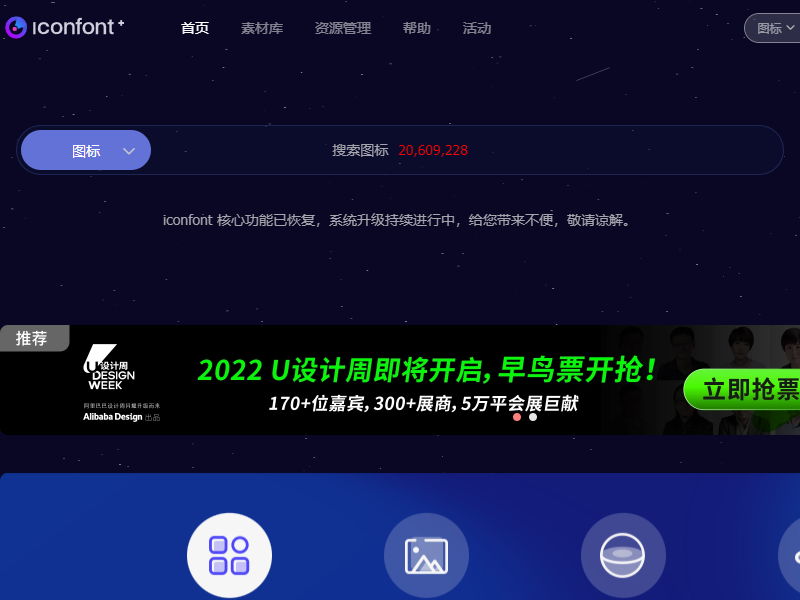 iconfont+
首页 素材库 资源管理 帮助 活动 图标
图标 搜索图标 20,609,228
iconfont 核心功能已恢复，系统升级持续进行中，给您带来不便，敬请谅解。
推荐
U设计周
DESIGN
WEEK
2022 U设计周即将开启，早鸟票开抢！
170+位嘉宾，300+展商，5万平会展巨献
立即抢票
Alibaba Design 出品